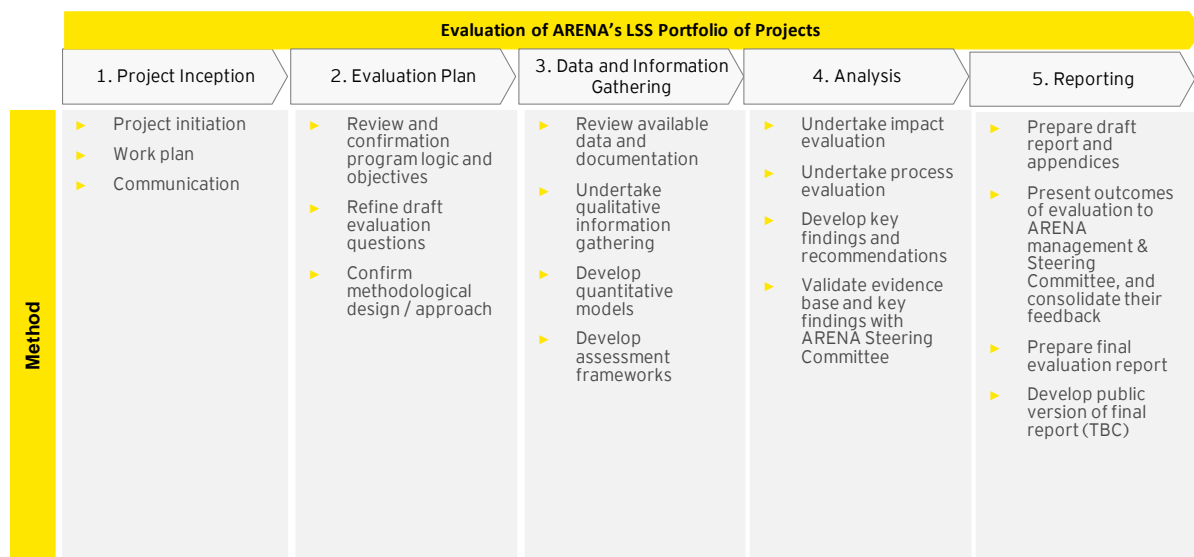 Evaluation of ARENA's LSS Portfolio of Projects
1. Project Inception
2. Evaluation Plan
3. Data and Information
Gathering
4. Analysis
5. Reporting
Method
► Project initiation
► Work plan
► Communication
► Review and
confirmation
program logic and
objectives
► Refine draft
evaluation
questions
► Confirm
methodological
design / approach
► Review available
data and
documentation
► Undertake
qualitative
information
gathering
► Develop
quantitative
models
► Develop
assessment
frameworks
► Undertake impact
evaluation
► Undertake process
evaluation
► Develop key
findings and
recommendations
► Validate evidence
base and key
findings with
ARENA Steering
Committee
► Prepare draft
report and
appendices
► Present outcomes
of evaluation to
ARENA
management &
Steering
Committee, and
consolidate their
feedback
► Prepare final
evaluation report
► Develop public
version of final
report (TBC)